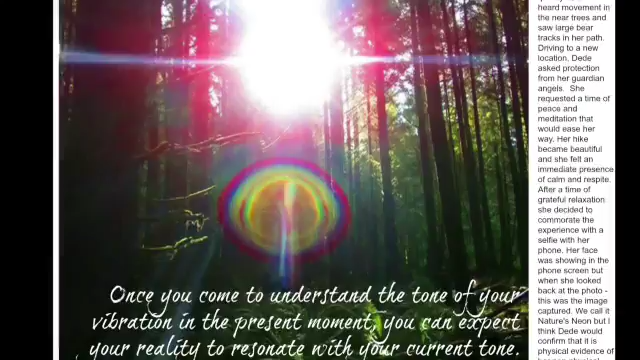 Once you come to understand the tone of your
vibration in the present moment, you can expect
your reality to resonate with your current tone.
heard movement in
the near trees and
saw large bear
tracks in her path.
Driving to a new
location, Dede
asked protection
from her guardian
angels. She
requested a time of
peace and
meditation that
would ease her
way. Her hike
became beautiful
and she felt an
immediate presence
of calm and respite.
After a time of
grateful relaxation
she decided to
commorate the
experience with a
selfie with her
phone. Her face
was showing in the
phone screen but
when she looked
back at the photo -
this was the image
captured. We call it
Nature's Neon but I
think Dede would
confirm that it is
physical evidence of